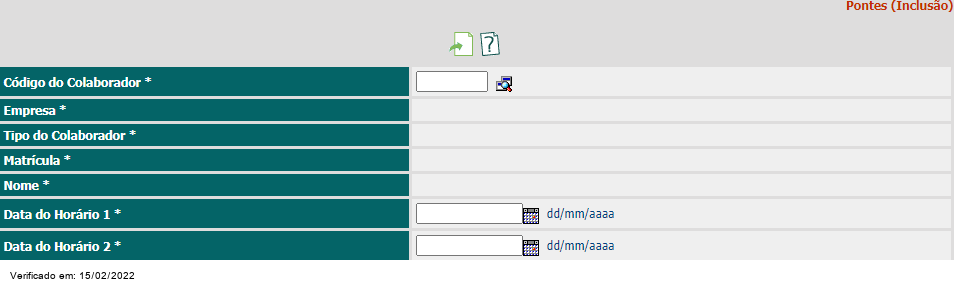 Pontes (Inclusão)
?
Código do Colaborador *
Empresa *
Tipo do Colaborador *
Matrícula *
Nome *
Data do Horário 1 * dd/mm/aaaa
Data do Horário 2 * dd/mm/aaaa
Verificado em: 15/02/2022